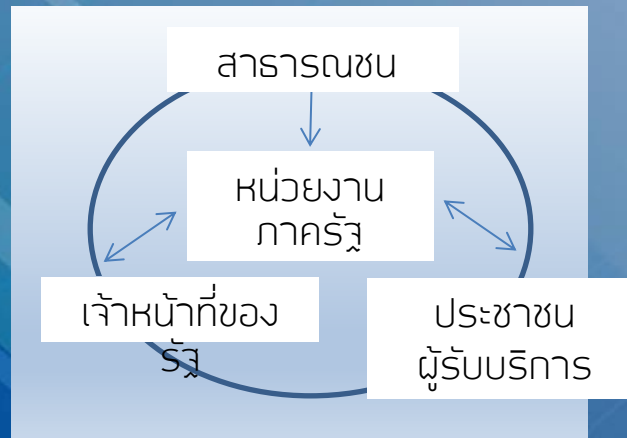 สาธารณชน
หน่วยงาน
ภาครัฐ
เจ้าหน้าที่ของ
รัฐ
ประชาชน
ผู้รับบริการ